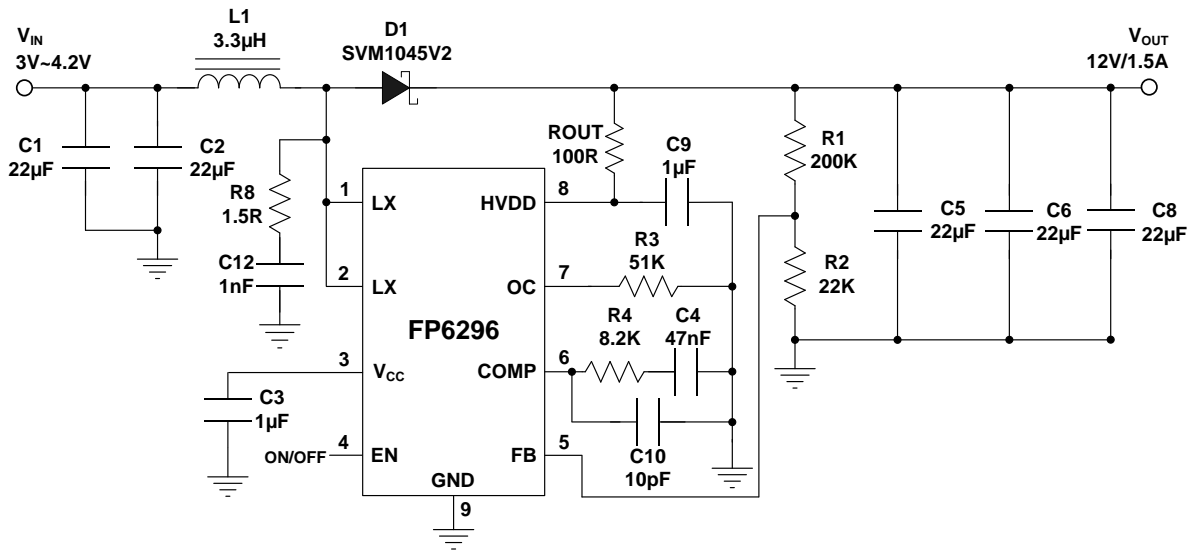 V_IN
3V~4.2V
L1
3.3µH
D1
SVM1045V2
V_OUT
12V/1.5A
C1
22µF
C2
22µF
R8
1.5R
C12
1nF
ROUT
100R
C9
1µF
R1
200K
R2
22K
C5
22µF
C6
22µF
C8
22µF
1
LX
2
LX
3
V_CC
4
EN
ON/OFF
C3
1µF
FP6296
HVDD
8
OC
7
R3
51K
COMP
6
R4
8.2K
C4
47nF
C10
10pF
FB
5
GND
9